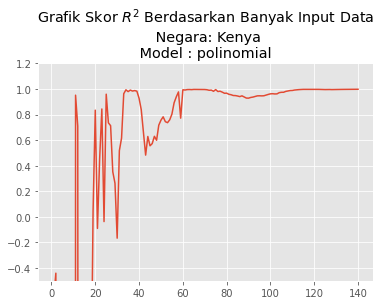 Grafik Skor $R^2$ Berdasarkan Banyak Input Data
Negara: Kenya
Model : polinomial
1.2
1.0
0.8
0.6
0.4
0.2
0.0
−0.2
−0.4
0 20 40 60 80 100 120 140